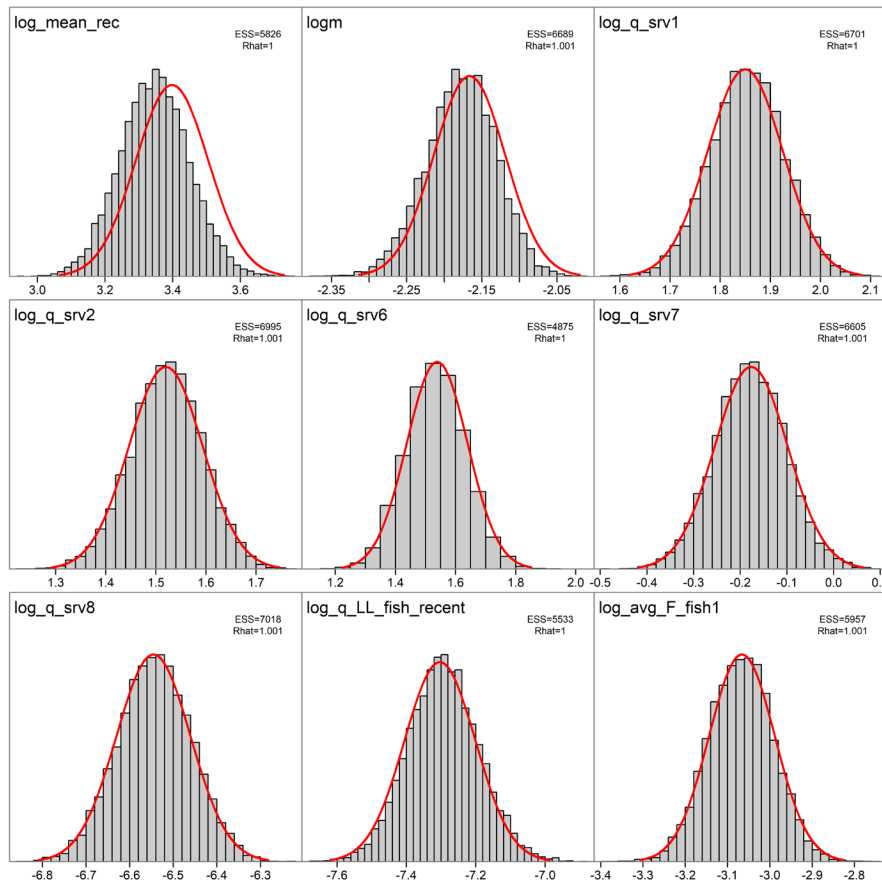 log_mean_rec
ESS=5826
Rhat=1
3.0 3.2 3.4 3.6
logm
ESS=6689
Rhat=1.001
-2.35 -2.25 -2.15 -2.05
log_q_srv1
ESS=6701
Rhat=1
1.6 1.7 1.8 1.9 2.0 2.1
log_q_srv2
ESS=6995
Rhat=1.001
1.3 1.4 1.5 1.6 1.7
log_q_srv6
ESS=4875
Rhat=1
1.2 1.4 1.6 1.8 2.0
log_q_srv7
ESS=6605
Rhat=1.001
-0.5 -0.4 -0.3 -0.2 -0.1 0.0
log_q_srv8
ESS=7018
Rhat=1.001
-6.8 -6.7 -6.6 -6.5 -6.4 -6.3
log_q_LL_fish_recent
ESS=5533
Rhat=1
-7.6 -7.4 -7.2 -7.0
log_avg_F_fish1
ESS=5957
Rhat=1.001
-3.4 -3.3 -3.2 -3.1 -3.0 -2.9 -2.8